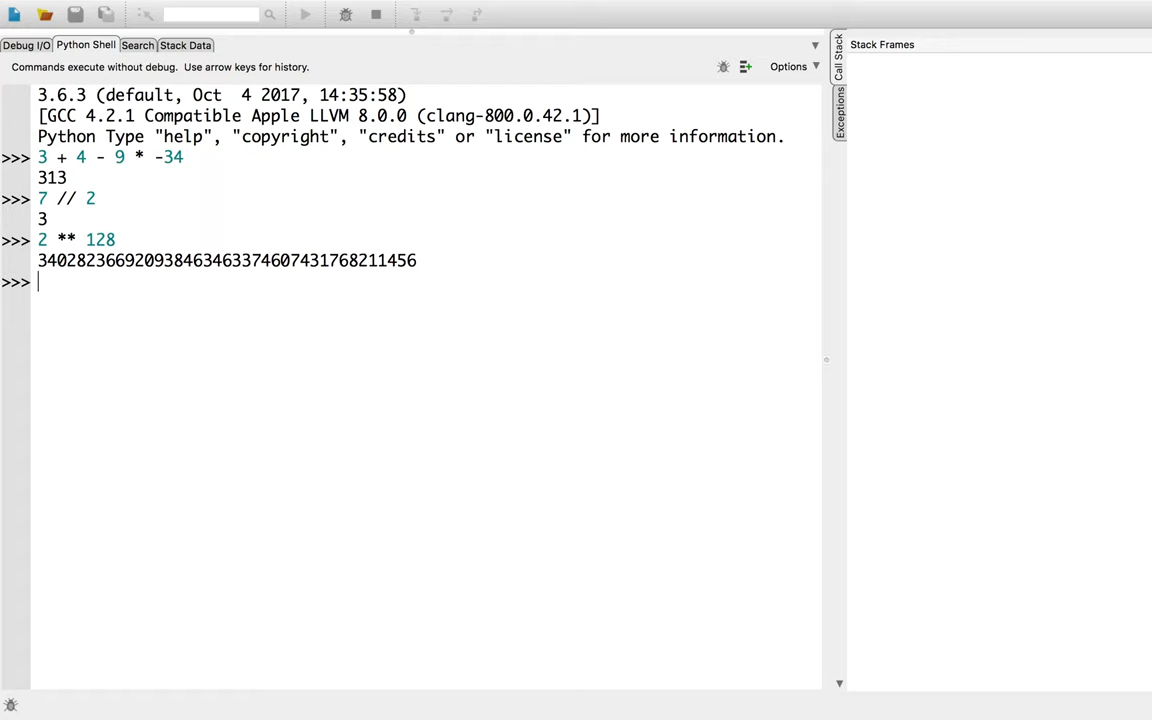 Debug I/O Python Shell Search Stack Data
Commands execute without debug. Use arrow keys for history.
Options
3.6.3 (default, Oct  4 2017, 14:35:58)
[GCC 4.2.1 Compatible Apple LLVM 8.0.0 (clang-800.0.42.1)]
Python Type "help", "copyright", "credits" or "license" for more information.
>>> 3 + 4 - 9 * -34
313
>>> 7 // 2
3
>>> 2 ** 128
340282366920938463463374607431768211456
>>>
Call Stack
Exceptions
Stack Frames